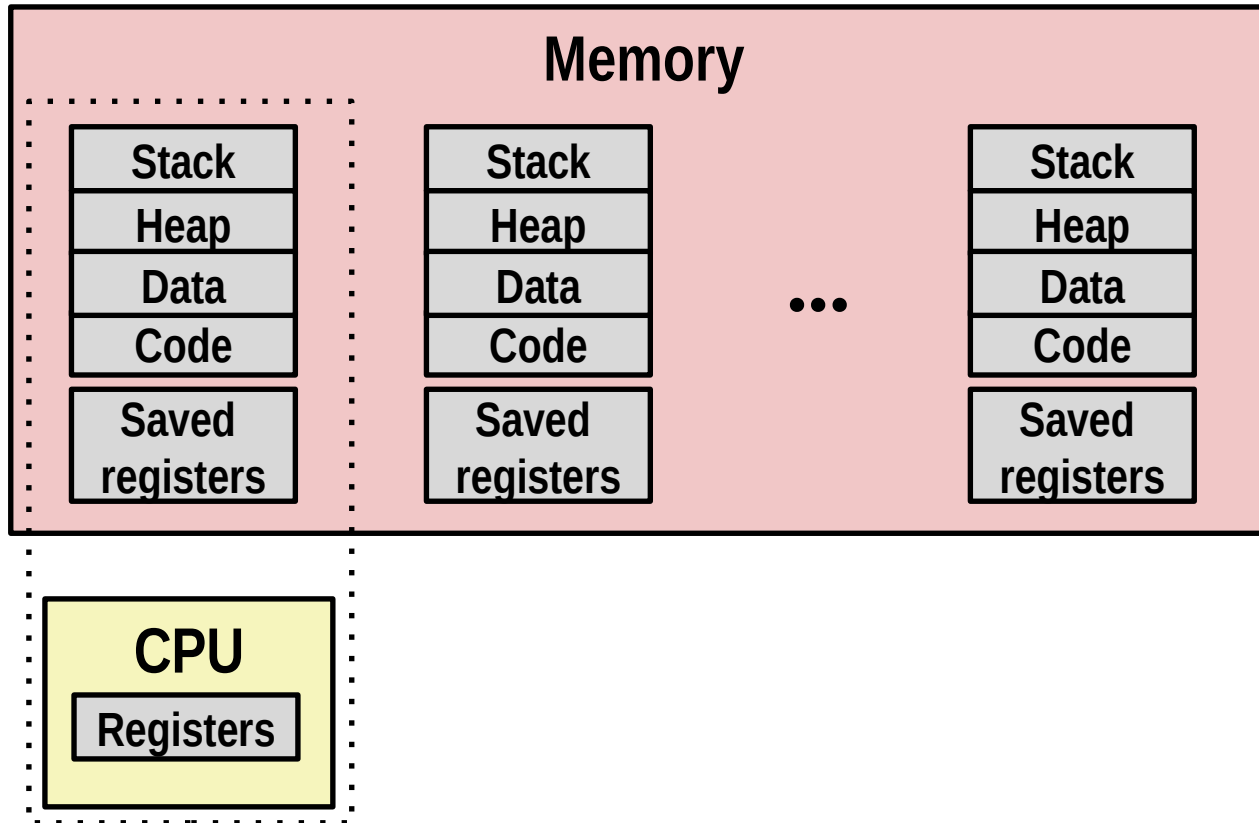 Memory
Stack
Heap
Data
Code
Saved
registers
Stack
Heap
Data
Code
Saved
registers
...
Stack
Heap
Data
Code
Saved
registers
CPU
Registers